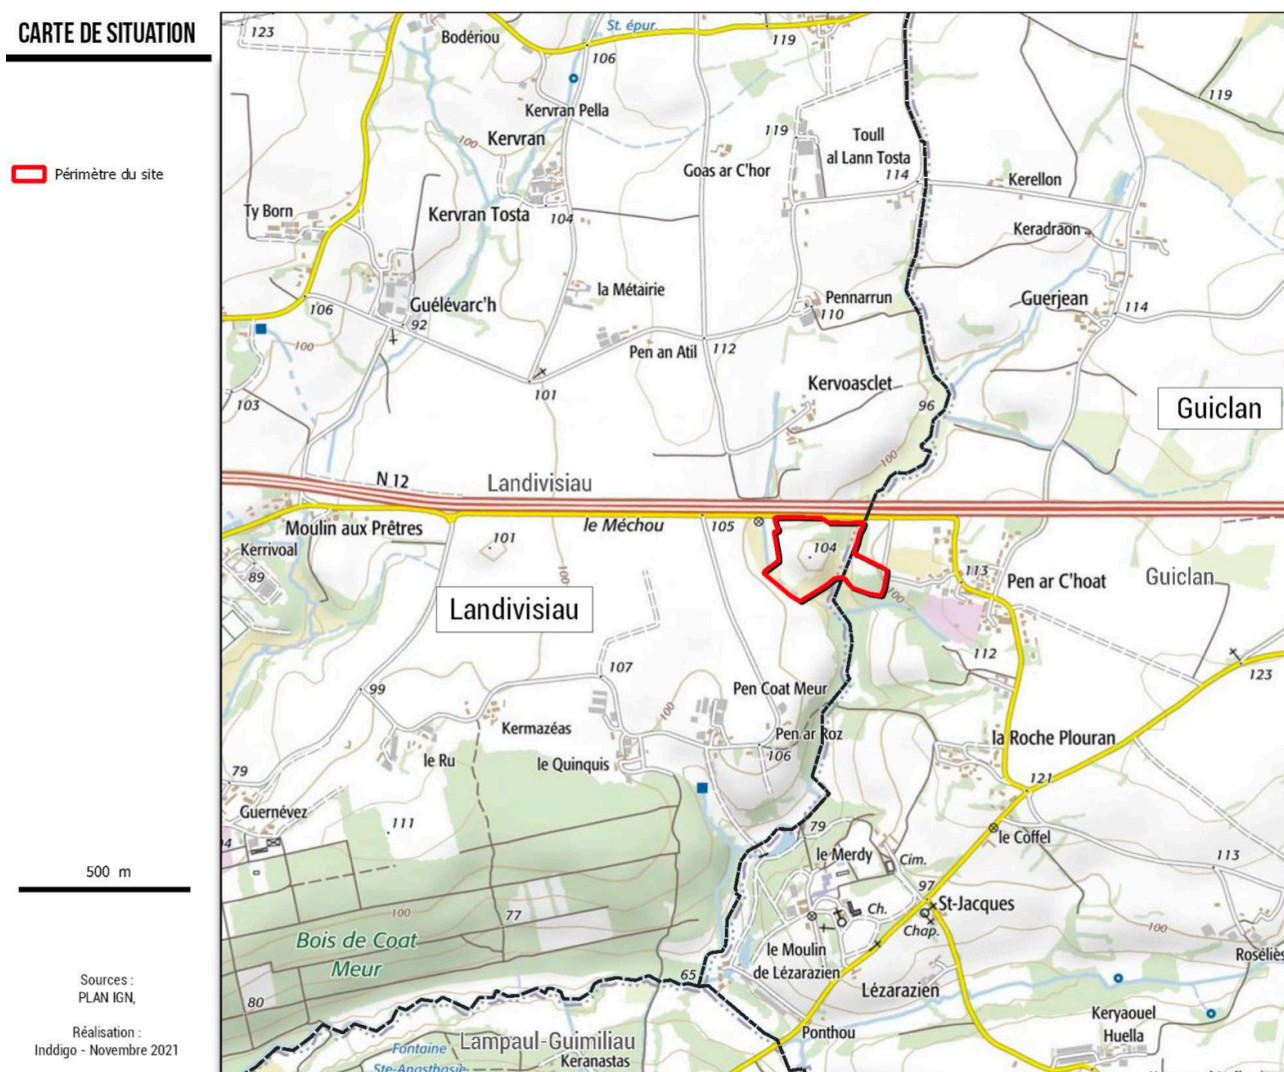 CARTE DE SITUATION
Périmètre du site
500 m
Sources :
PLAN IGN,
Réalisation :
Inddigo - Novembre 2021
123
Bodériou
St. épur.
106
119
119
Kervran Pella
Kervran
100
119
Toull
al Lann Tosta
Goas ar C'hor
114
Kerellon
Ty Born
Kervran Tosta
104
Keradraon
la Métairie
Pennarrun
110
Guerjean
114
106
Guélévarc'h
92
100
Pen an Atil
112
101
Kervoasclet
103
96
Guiclan
100
N 12
Landivisiau
Moulin aux Prêtres
le Méchou
105
101
104
Kerrivoal
89
100
113
Pen ar C'hoat
Guiclan
100
Landivisiau
112
107
123
99
Pen Coat Meur
100
Kermazéas
Pen ar Roz
la Roche Plouran
le Ru
le Quinquis
106
79
121
Guernévez
111
79
le Coffel
le Merdy
Cim.
113
97
St-Jacques
Ch.
Chap.
100
77
100
Bois de Coat
Meur
le Moulin
de Lézarazien
Roséliès
65
Lézarazien
80
Keryaouel
Huella
Ponthou
Lampaul-Guimiliau
Fontaine
Keranastas
Ste-Anasthasie